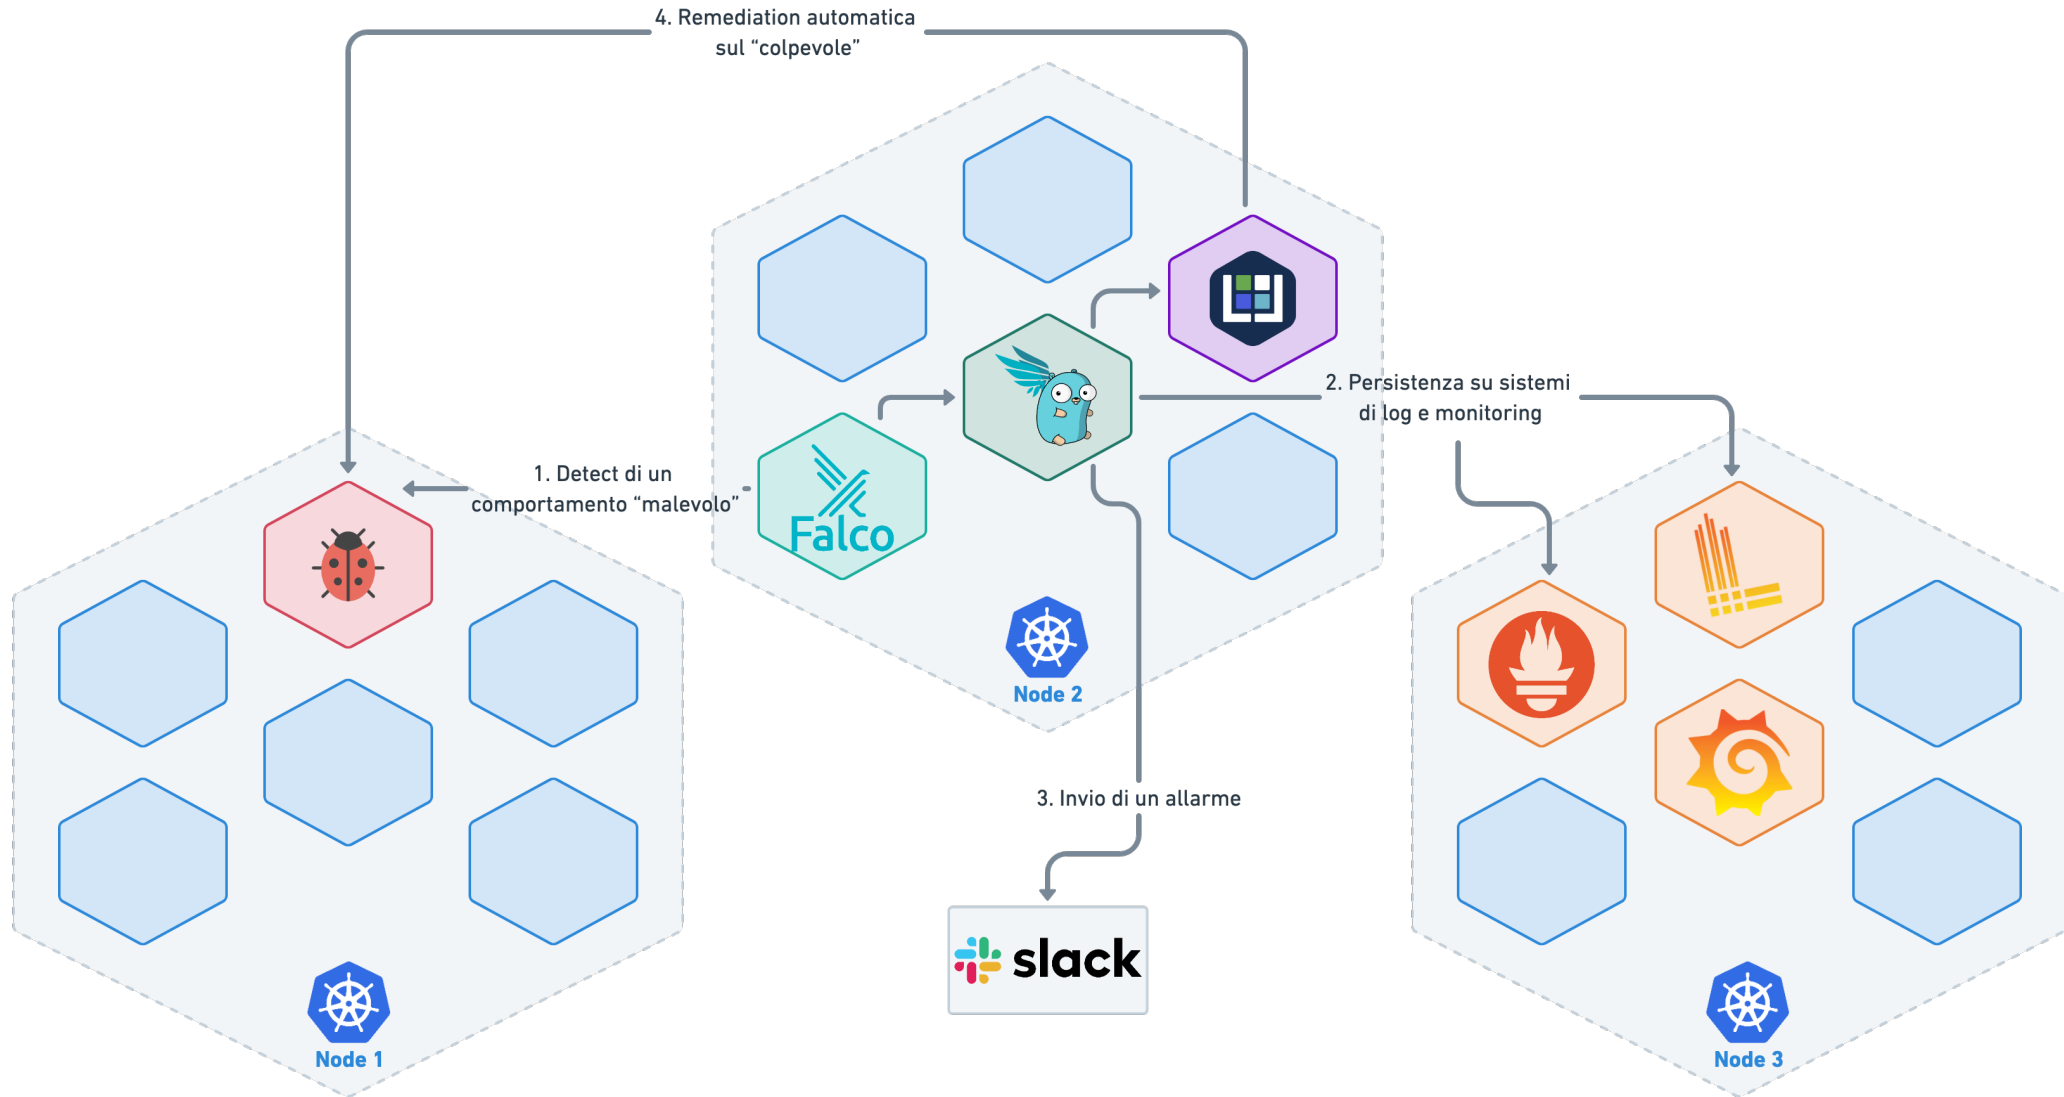 4. Remediation automatica
sul “colpevole”
2. Persistenza su sistemi
di log e monitoring
1. Detect di un
comportamento “malevolo”
Falco
Node 2
3. Invio di un allarme
slack
Node 1
Node 3